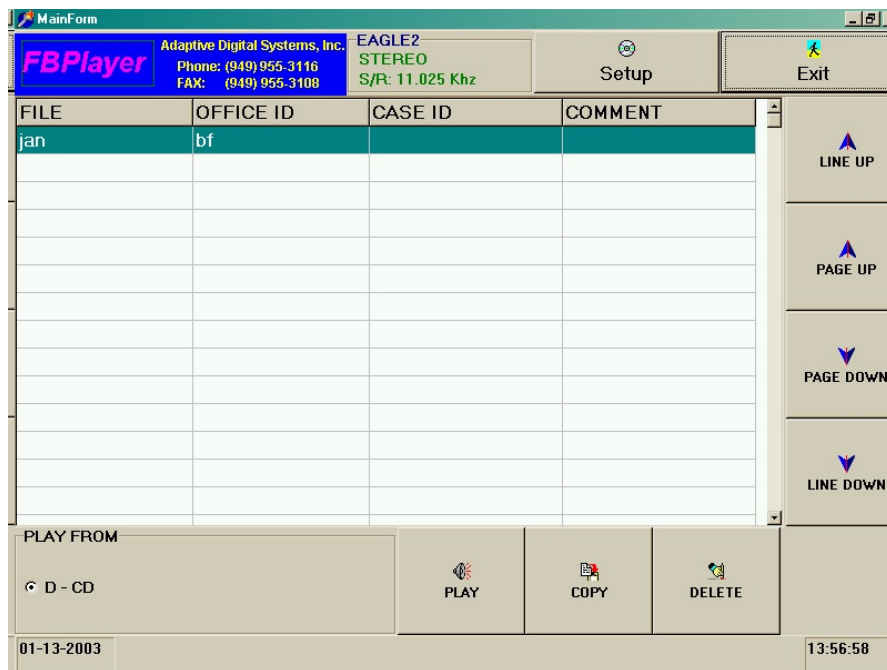 MainForm
FBPlayer
Adaptive Digital Systems, Inc.
Phone: (949) 955-3116
FAX: (949) 955-3108
EAGLE2
STEREO
S/R: 11.025 Khz
Setup
Exit
FILE OFFICE ID CASE ID COMMENT
jan bf
LINE UP
PAGE UP
PAGE DOWN
LINE DOWN
PLAY FROM
D - CD
PLAY
COPY
DELETE
01-13-2003
13:56:58